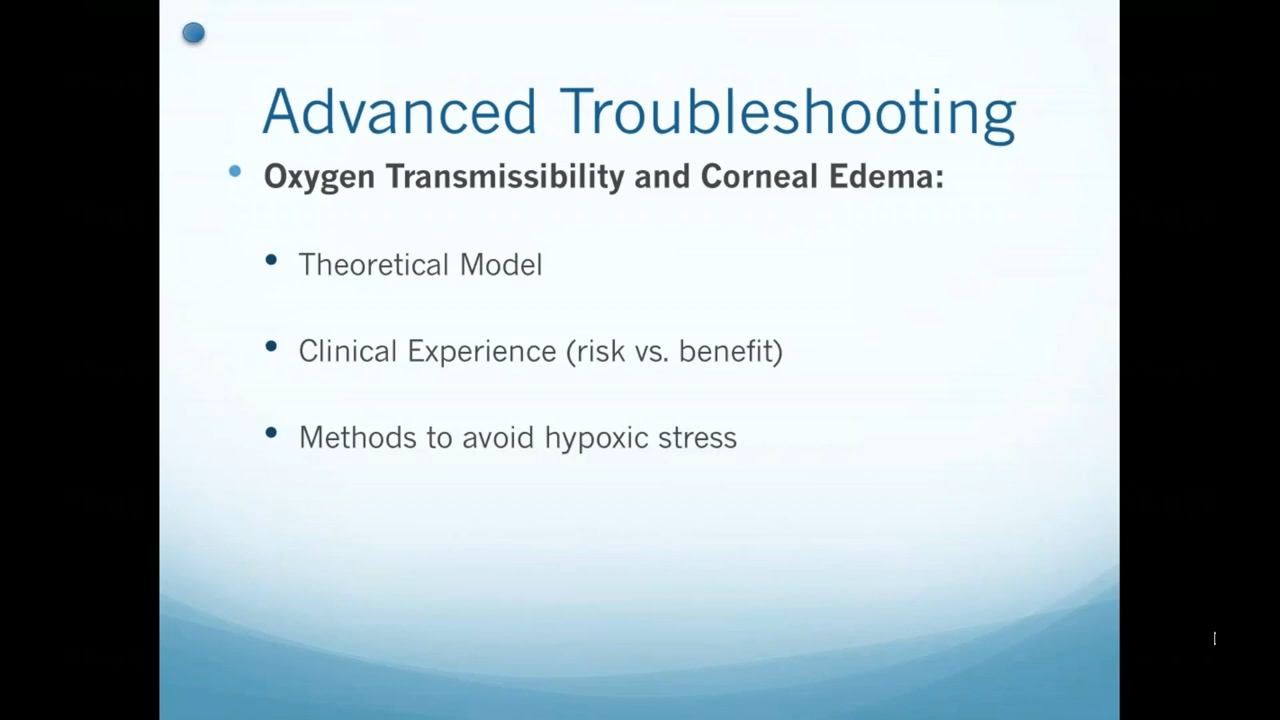 Advanced Troubleshooting
• Oxygen Transmissibility and Corneal Edema:
• Theoretical Model
• Clinical Experience (risk vs. benefit)
• Methods to avoid hypoxic stress